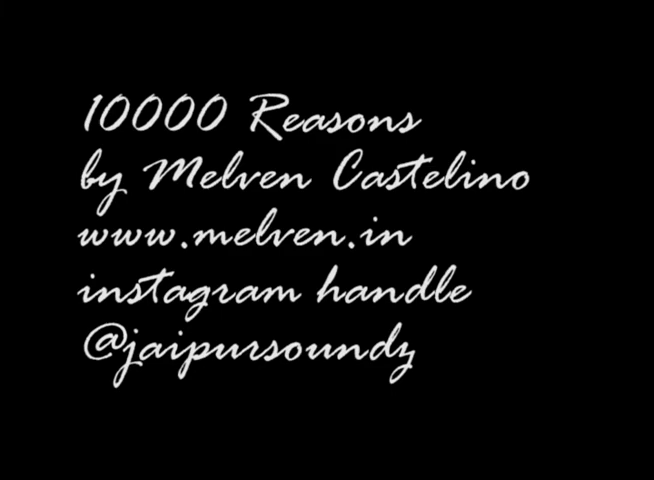 10000 Reasons
by Melven Castelino
www.melven.in
instagram handle
@jaipursoundz